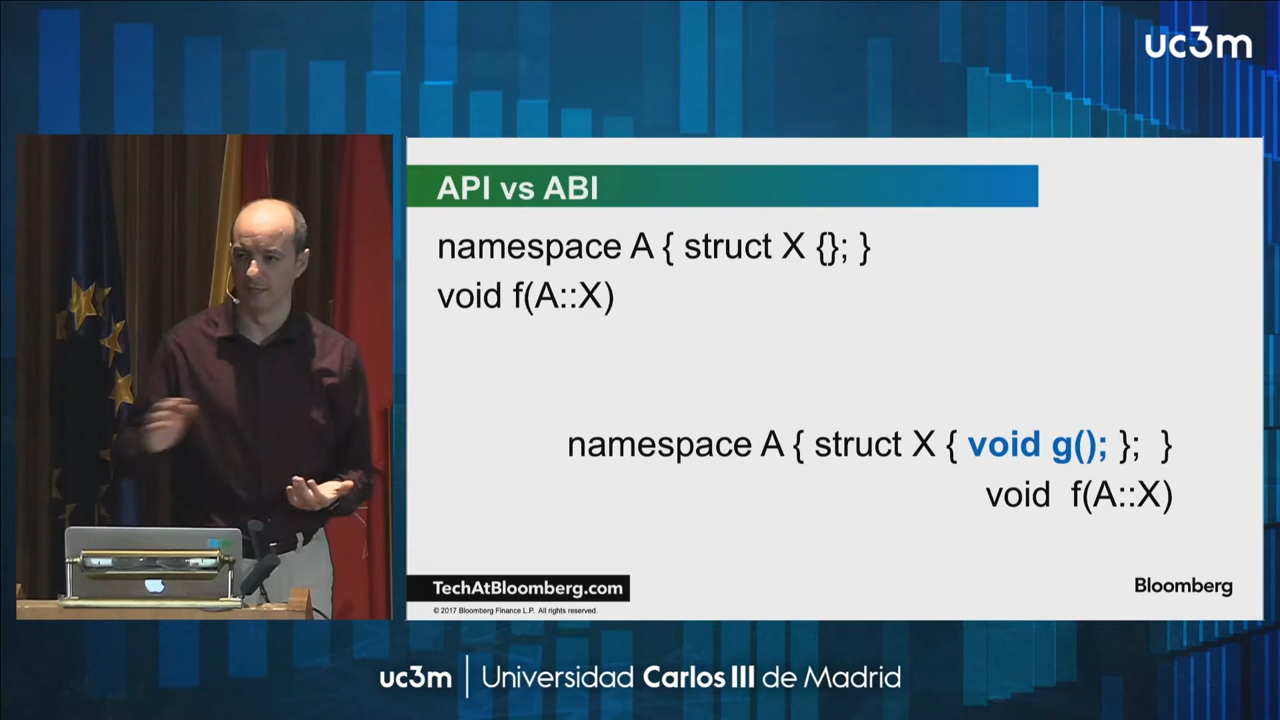 uc3m
API vs ABI
namespace A { struct X {}; }
void f(A::X)
namespace A { struct X { void g(); }; }
void f(A::X)
TechAtBloomberg.com
Bloomberg
© 2017 Bloomberg Finance L.P. All rights reserved.
uc3m | Universidad Carlos III de Madrid